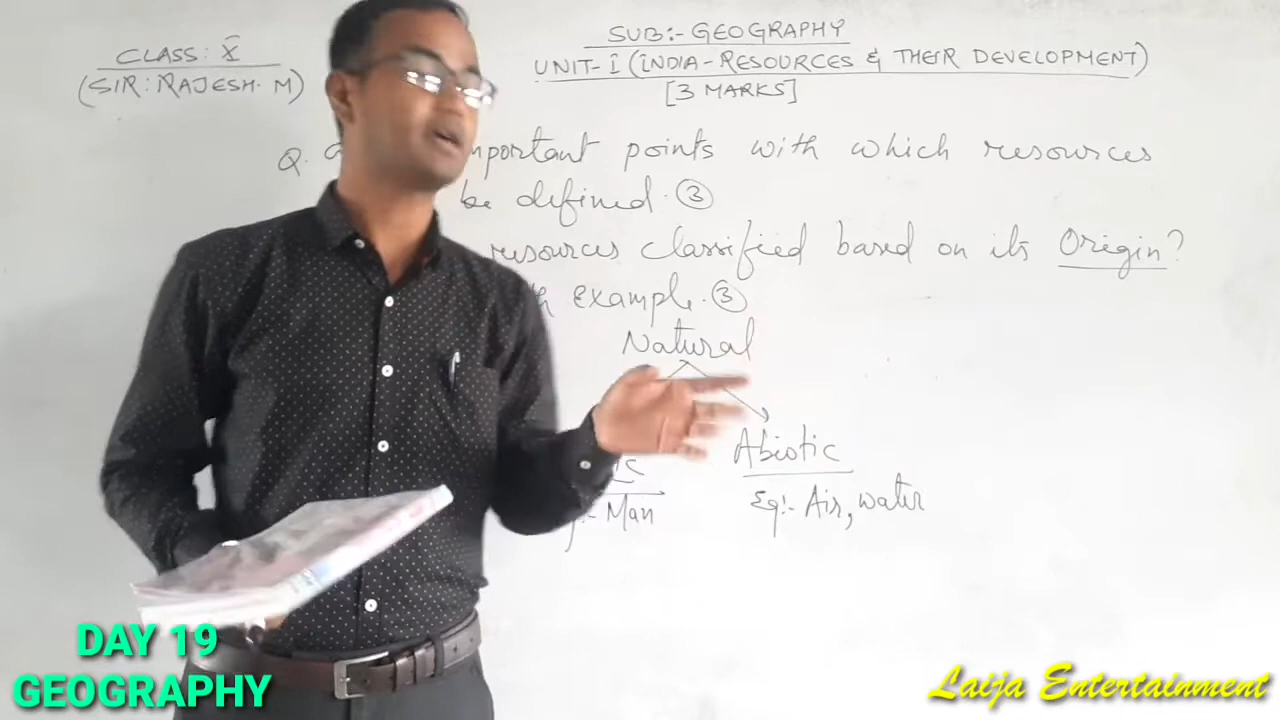 CLASS: X
(SIR: RAJESH. M)
SUB:- GEOGRAPHY
UNIT- I (INDIA - RESOURCES & THEIR DEVELOPMENT)
[3 MARKS]
Q. points with which resources
be defined. ③
resources classified based on its Origin?
example. ③
Natural
Abiotic
Man
Eg:- Air, water
DAY 19
GEOGRAPHY
Laija Entertainment